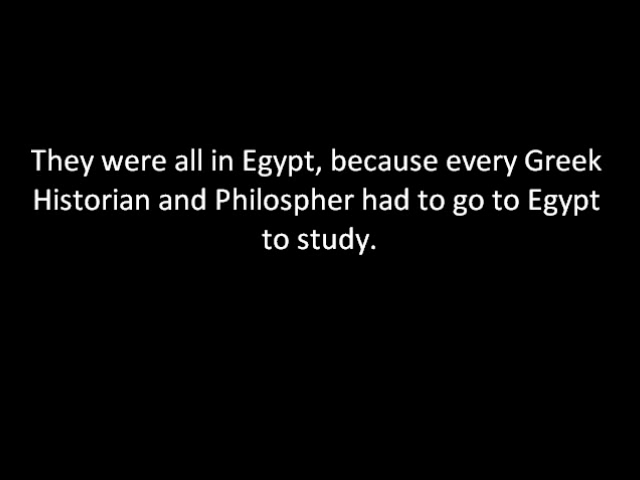 They were all in Egypt, because every Greek
Historian and Philospher had to go to Egypt
to study.